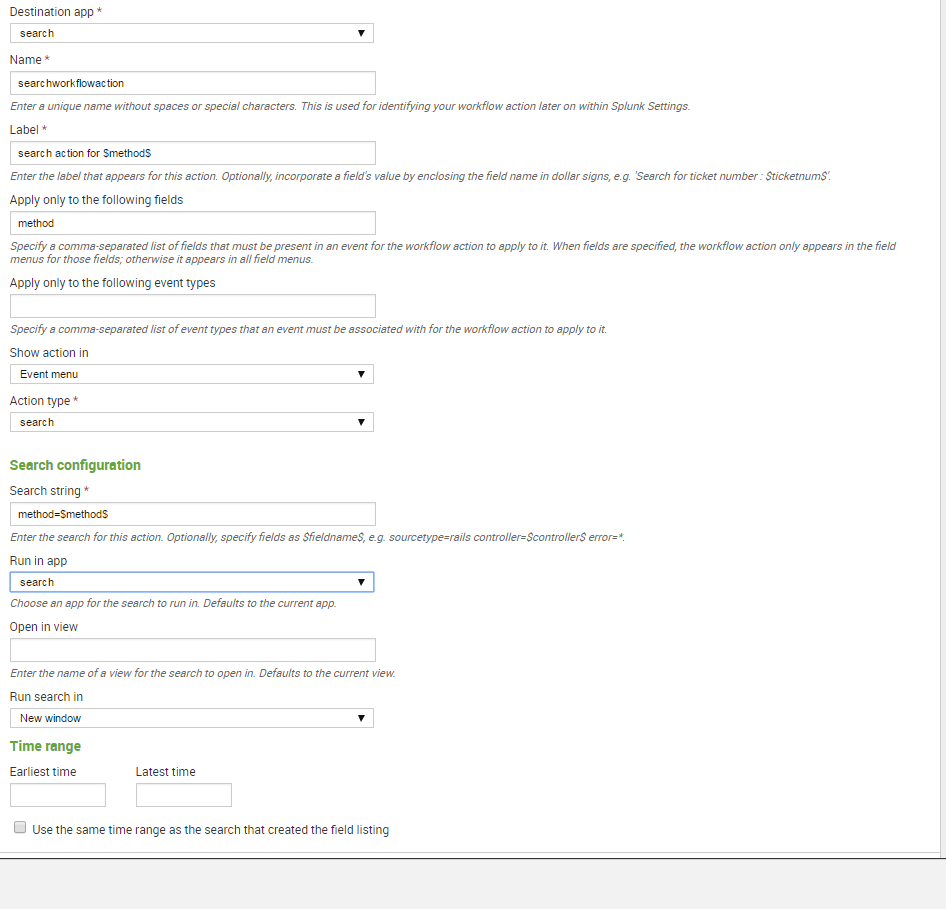 Destination app *
search
Name *
searchworkflowaction
Enter a unique name without spaces or special characters. This is used for identifying your workflow action later on within Splunk Settings.
Label *
search action for $method$
Enter the label that appears for this action. Optionally, incorporate a field's value by enclosing the field name in dollar signs, e.g. 'Search for ticket number : $ticketnum$'.
Apply only to the following fields
method
Specify a comma-separated list of fields that must be present in an event for the workflow action to apply to it. When fields are specified, the workflow action only appears in the field
menus for those fields; otherwise it appears in all field menus.
Apply only to the following event types
Specify a comma-separated list of event types that an event must be associated with for the workflow action to apply to it.
Show action in
Event menu
Action type *
search
Search configuration
Search string *
method=$method$
Enter the search for this action. Optionally, specify fields as $fieldname$, e.g. sourcetype=rails controller=$controller$ error=*.
Run in app
search
Choose an app for the search to run in. Defaults to the current app.
Open in view
Enter the name of a view for the search to open in. Defaults to the current view.
Run search in
New window
Time range
Earliest time Latest time
Use the same time range as the search that created the field listing